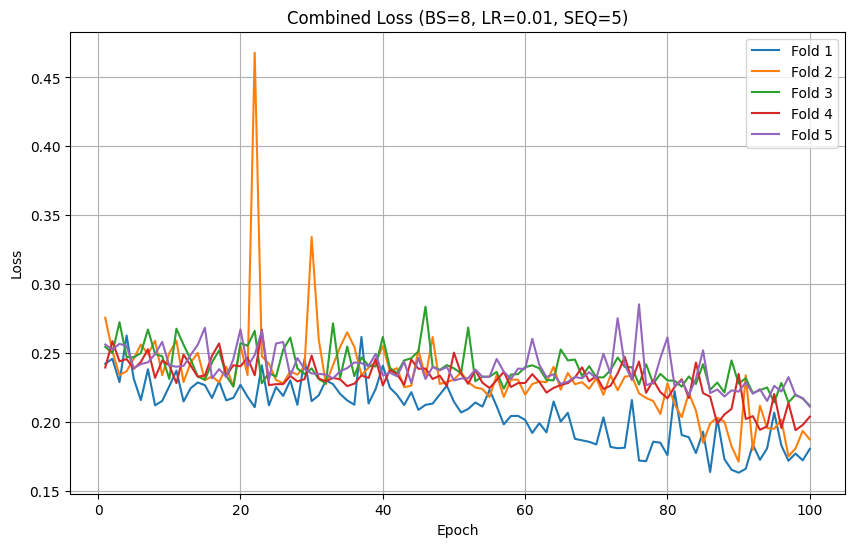 Combined Loss (BS=8, LR=0.01, SEQ=5)
Fold 1
Fold 2
Fold 3
Fold 4
Fold 5
0.45
0.40
0.35
0.30
0.25
0.20
0.15
Loss
0
20
40
60
80
100
Epoch